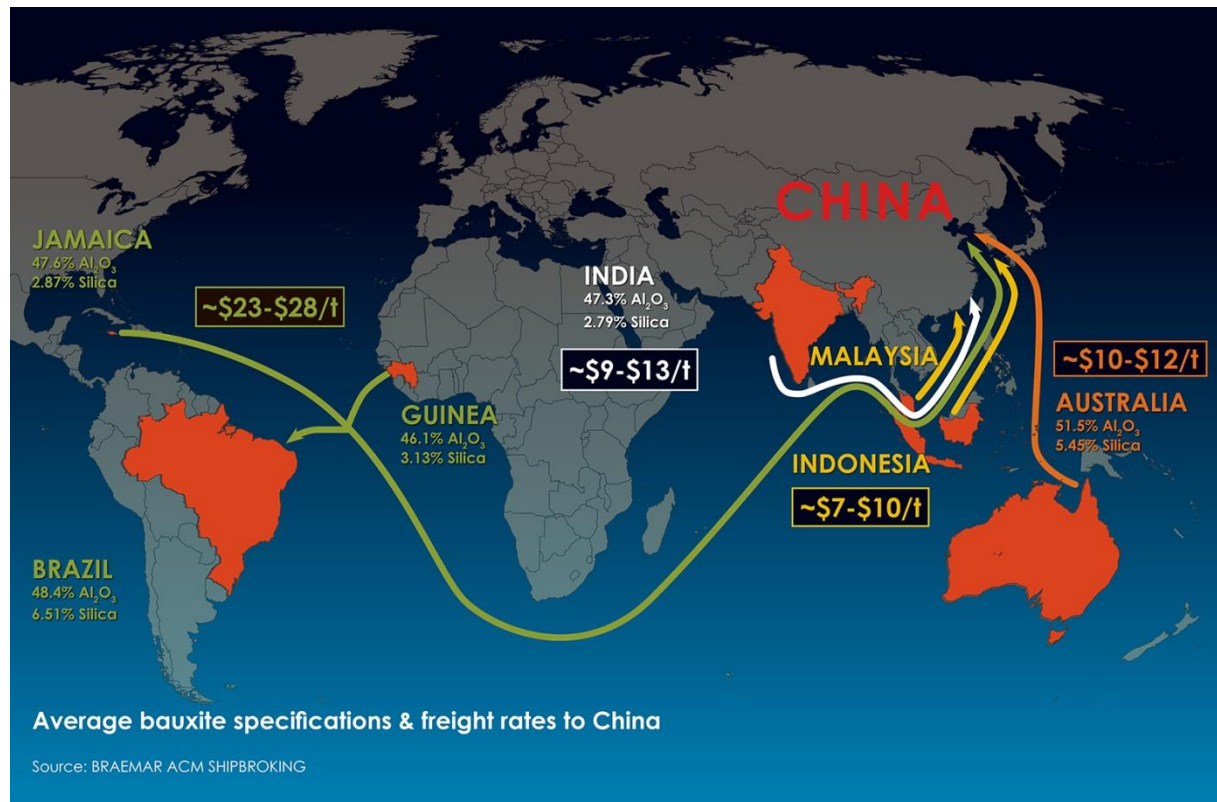 CHINA
JAMAICA
47.6% Al₂O₃
2.87% Silica
~$23-$28/t
INDIA
47.3% Al₂O₃
2.79% Silica
~$9-$13/t
MALAYSIA
~$10-$12/t
AUSTRALIA
51.5% Al₂O₃
5.45% Silica
GUINEA
46.1% Al₂O₃
3.13% Silica
INDONESIA
~$7-$10/t
BRAZIL
48.4% Al₂O₃
6.51% Silica
Average bauxite specifications & freight rates to China
Source: BRAEMAR ACM SHIPBROKING